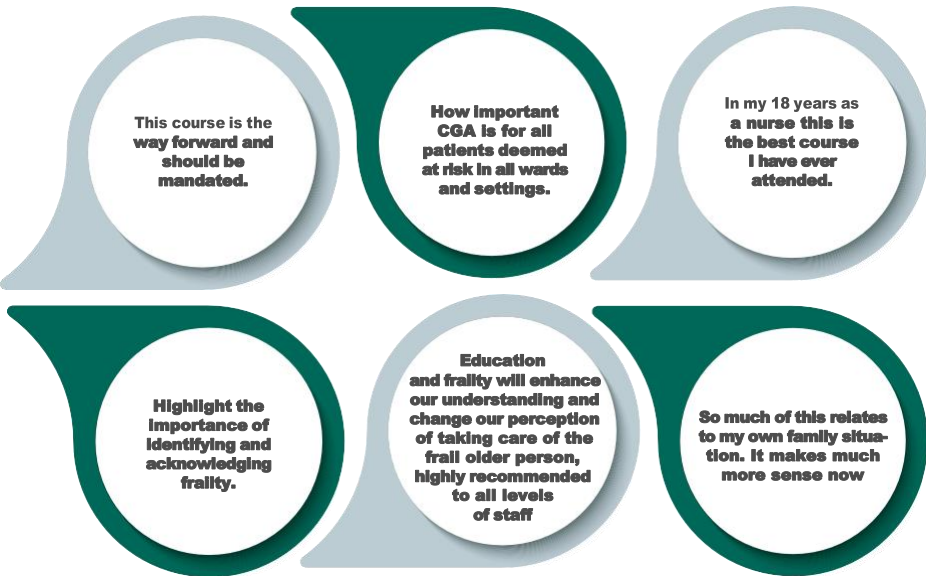 This course is the
way forward and
should be
mandated.
How important
CGA is for all
patients deemed
at risk in all wards
and settings.
In my 18 years as
a nurse this is
the best course
I have ever
attended.
Highlight the
importance of
identifying and
acknowledging
frailty.
Education
and frailty will enhance
our understanding and
change our perception
of taking care of the
frail older person,
highly recommended
to all levels
of staff
So much of this relates
to my own family situa-
tion. It makes much
more sense now